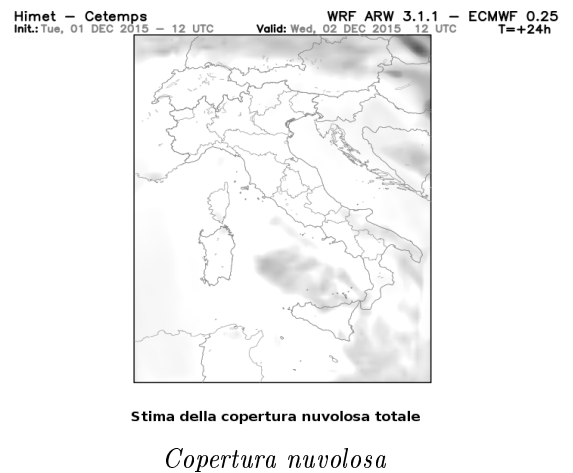 Himet – Cetemps WRF ARW 3.1.1 – ECMWF 0.25
Init.: Tue, 01 DEC 2015 – 12 UTC Valid: Wed, 02 DEC 2015 12 UTC T=+24h
Stima della copertura nuvolosa totale
Copertura nuvolosa